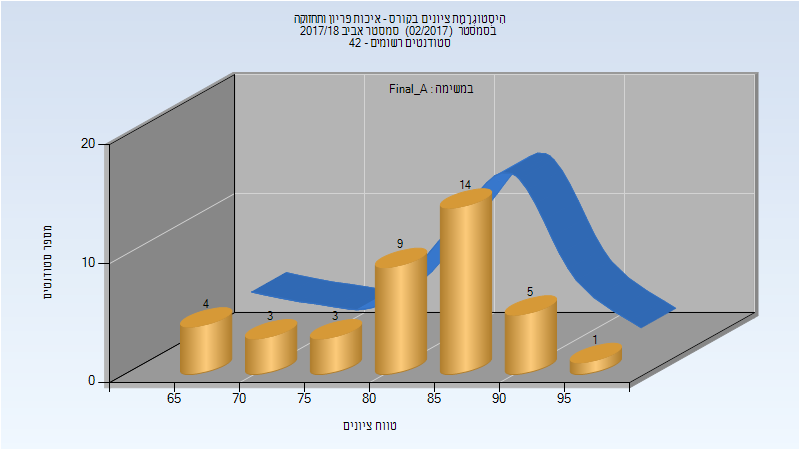 היסטוגרמת ציונים בקורס - איכות פריון ותחזוקה
בסמסטר (02/2017) סמסטר אביב 2017/18
סטודנטים רשומים - 42
במשימה : Final_A
20
10
0
מספר סטודנטים
4
3
3
9
14
5
1
65
70
75
80
85
90
95
טווח ציונים